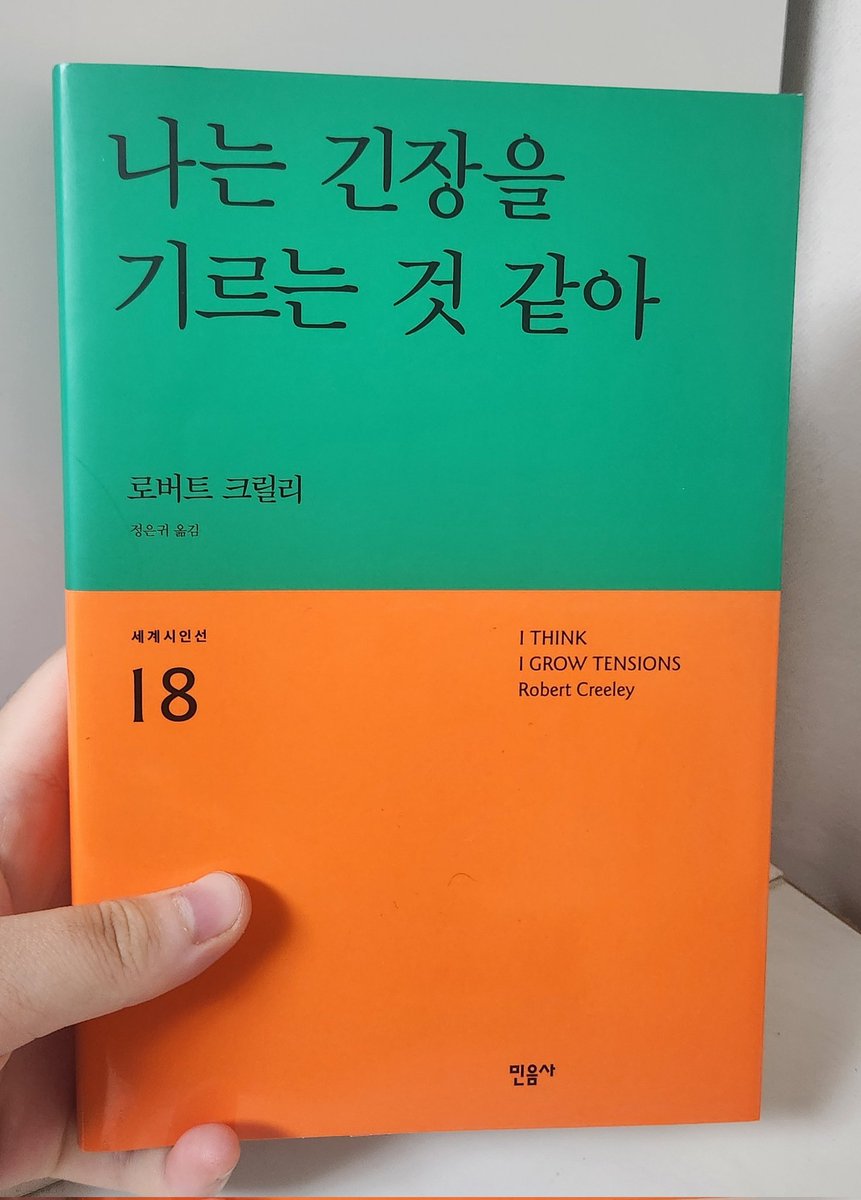 나는 긴장을
기르는 것 같아
로버트 크릴리
정은귀 옮김
세계시인선
18
I THINK
I GROW TENSIONS
Robert Creeley
민음사